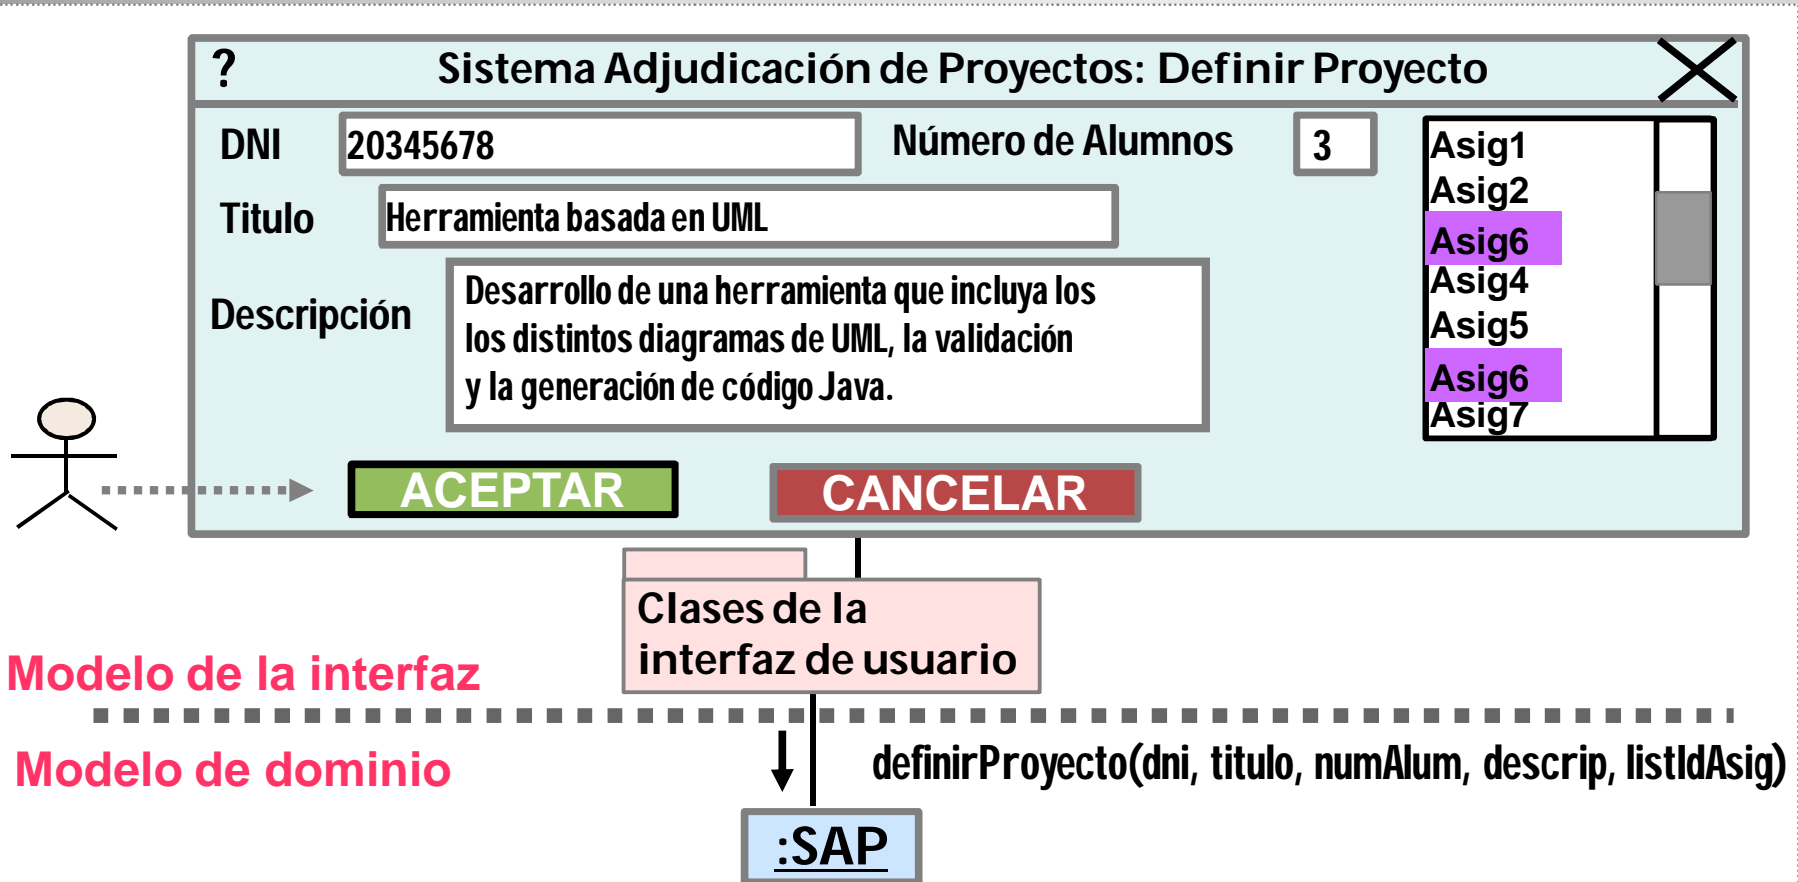 ? Sistema Adjudicación de Proyectos: Definir Proyecto
DNI 20345678 Número de Alumnos 3
Titulo Herramienta basada en UML
Descripción
Desarrollo de una herramienta que incluya los
los distintos diagramas de UML, la validación
y la generación de código Java.
Asig1
Asig2
Asig6
Asig4
Asig5
Asig6
Asig7
ACEPTAR CANCELAR
Clases de la
interfaz de usuario
Modelo de la interfaz
Modelo de dominio
definirProyecto(dni, titulo, numAlum, descrip, listIdAsig)
:SAP